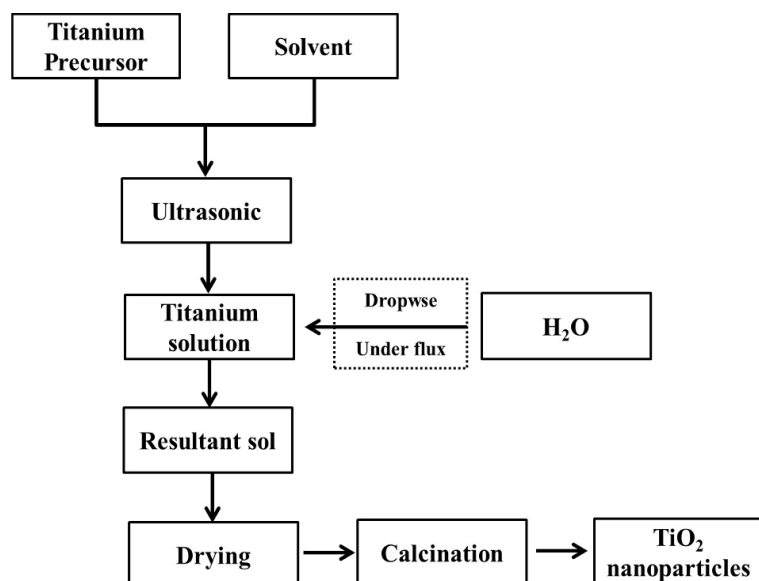 Titanium
Precursor
Solvent
Ultrasonic
Titanium
solution
Dropwse
Under flux
H₂O
Resultant sol
Drying
Calcination
TiO₂
nanoparticles